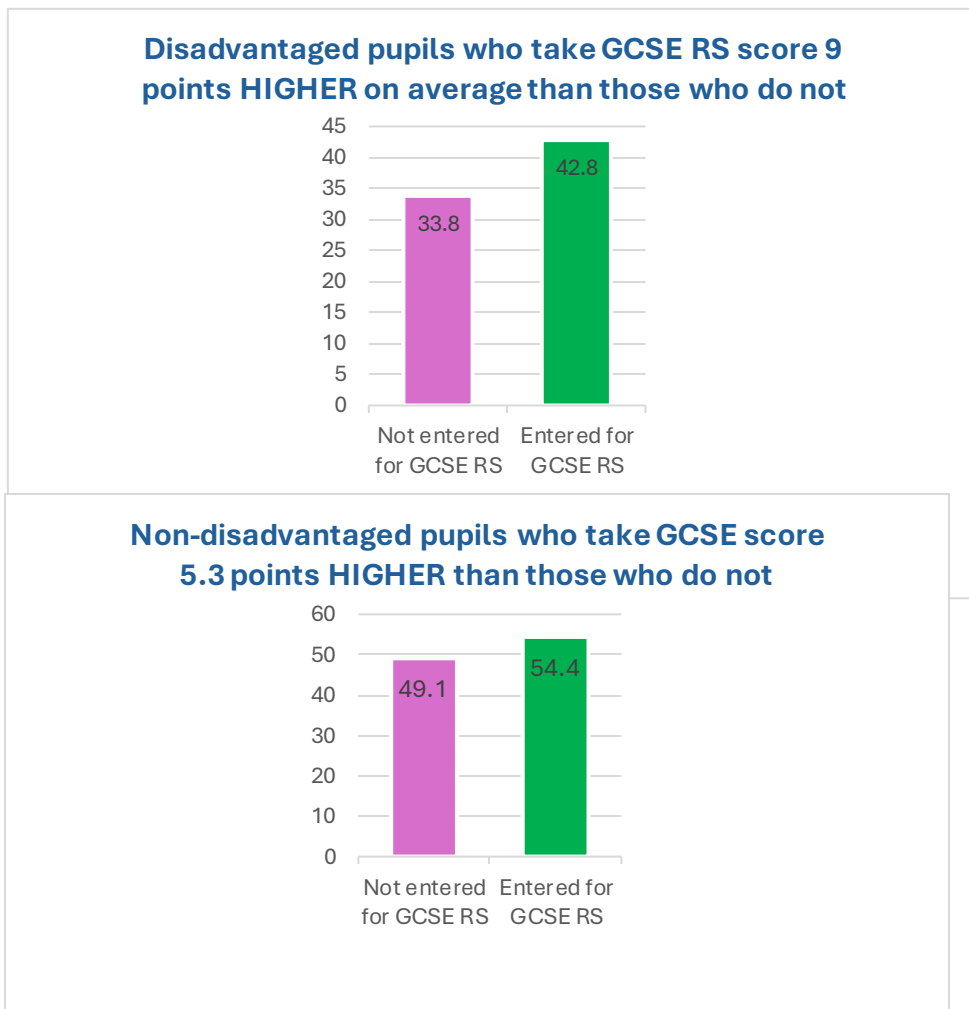 Disadvantaged pupils who take GCSE RS score 9
points HIGHER on average than those who do not
45
40
35
30
25
20
15
10
5
0
33.8
42.8
Not entered
for GCSE RS
Entered for
GCSE RS
Non-disadvantaged pupils who take GCSE score
5.3 points HIGHER than those who do not
60
50
40
30
20
10
0
49.1
54.4
Not entered
for GCSE RS
Entered for
GCSE RS